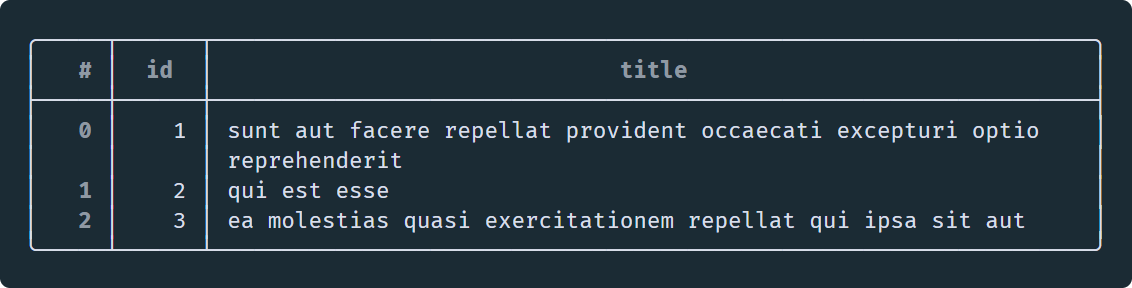 # id title
0 1 sunt aut facere repellat provident occaecati excepturi optio
reprehenderit
1 2 qui est esse
2 3 ea molestias quasi exercitationem repellat qui ipsa sit aut